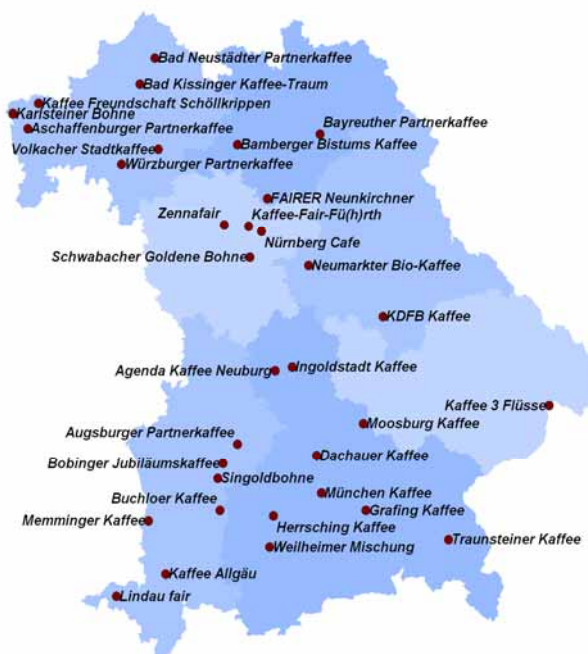 Bad Neustädter Partnerkaffee
Bad Kissinger Kaffee-Traum
Kaffee Freundschaft Schöllkrippen
Karlsteiner Bohne
Bayreuther Partnerkaffee
Aschaffenburger Partnerkaffee
Bamberger Bistums Kaffee
Volkacher Stadtkaffee
Würzburger Partnerkaffee
FAIRER Neunkirchner
Zennafair
Kaffee-Fair-Fü(h)rth
Nürnberg Cafe
Schwabacher Goldene Bohne
Neumarkter Bio-Kaffee
KDFB Kaffee
Agenda Kaffee Neuburg
Ingoldstadt Kaffee
Kaffee 3 Flüsse
Moosburg Kaffee
Augsburger Partnerkaffee
Dachauer Kaffee
Bobinger Jubiläumskaffee
Singoldbohne
München Kaffee
Buchloer Kaffee
Grafing Kaffee
Memminger Kaffee
Herrsching Kaffee
Traunsteiner Kaffee
Weilheimer Mischung
Kaffee Allgäu
Lindau fair